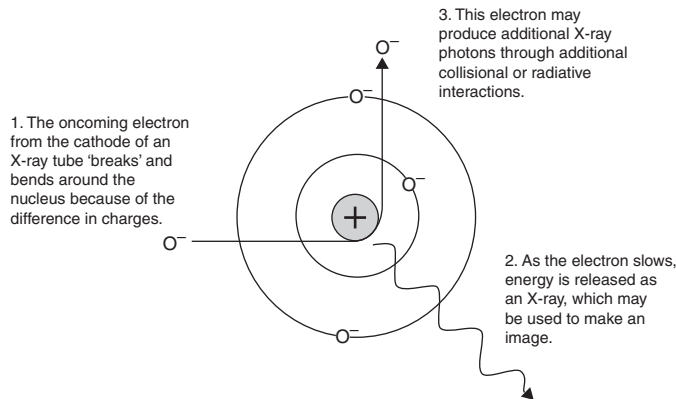 1. The oncoming electron
from the cathode of an
X-ray tube ‘breaks’ and
bends around the
nucleus because of the
difference in charges.
O–
O–
O–
O–
O–
+
3. This electron may
produce additional X-ray
photons through additional
collisional or radiative
interactions.
2. As the electron slows,
energy is released as
an X-ray, which may
be used to make an
image.